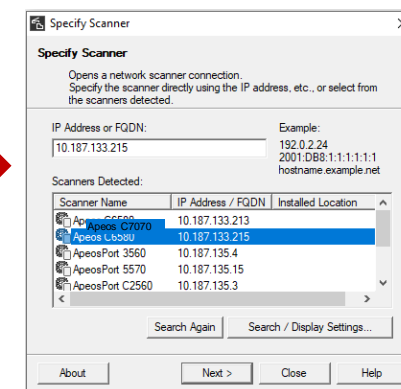 Specify Scanner
Specify Scanner
Opens a network scanner connection.
Specify the scanner directly using the IP address, etc., or select from
the scanners detected.
IP Address or FQDN:
10.187.133.215
Example:
192.0.2.24
2001:DB8:1:1:1:1:1:1
hostname.example.net
Scanners Detected:
Scanner Name IP Address / FQDN Installed Location
10.187.133.213
Apeos C7070
Apeos C6580 10.187.133.215
ApeosPort 3560 10.187.135.4
ApeosPort 5570 10.187.135.15
ApeosPort C2560 10.187.135.3
Search Again Search / Display Settings...
About Next > Close Help